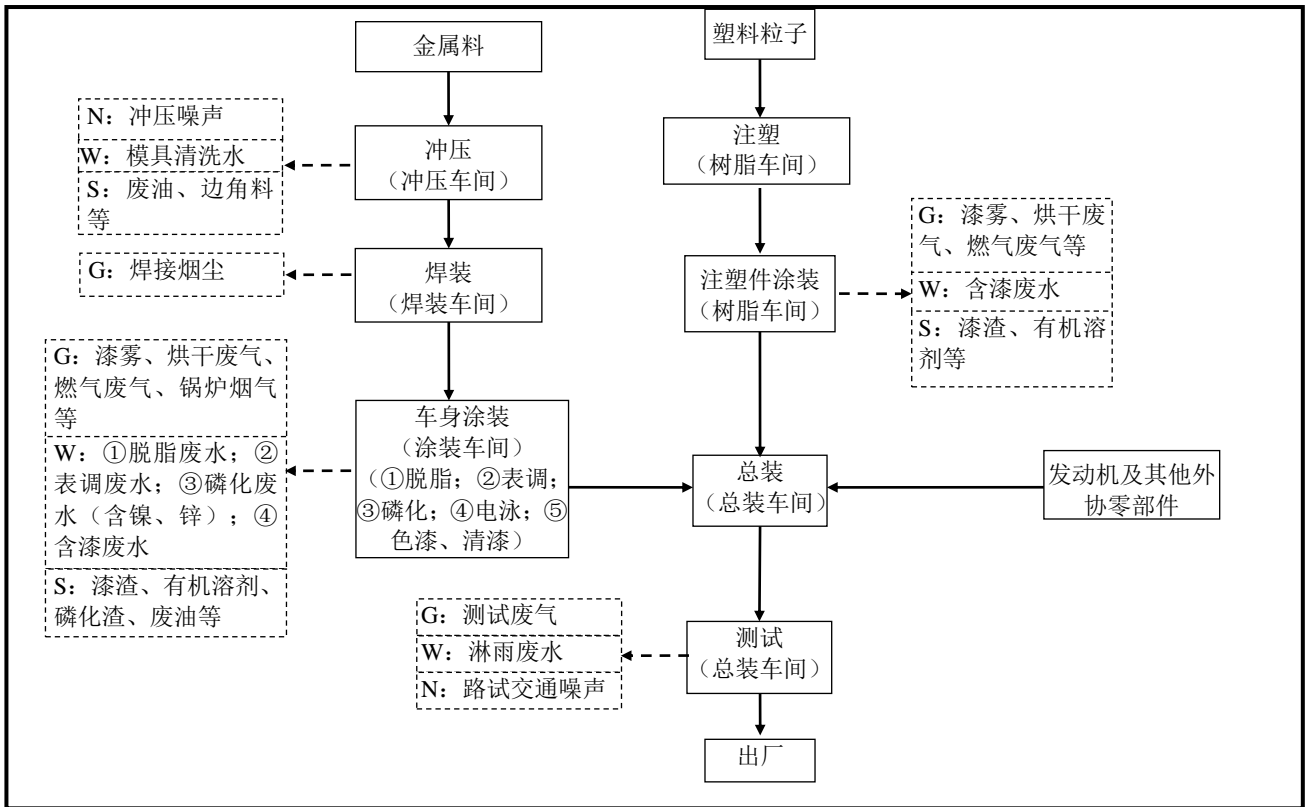 金属料
塑料粒子
N：冲压噪声
W：模具清洗水
S：废油、边角料
等
冲压
（冲压车间）
注塑
（树脂车间）
G：焊接烟尘
焊装
（焊装车间）
注塑件涂装
（树脂车间）
G：漆雾、烘干废
气、燃气废气等
W：含漆废水
S：漆渣、有机溶
剂等
G：漆雾、烘干废气、
燃气废气、锅炉烟气
等
W：①脱脂废水；②
表调废水；③磷化废
水（含镍、锌）；④
含漆废水
S：漆渣、有机溶剂、
磷化渣、废油等
车身涂装
（涂装车间）
（①脱脂；②表调；
③磷化；④电泳；⑤
色漆、清漆）
总装
（总装车间）
发动机及其他外
协零部件
G：测试废气
W：淋雨废水
N：路试交通噪声
测试
（总装车间）
出厂